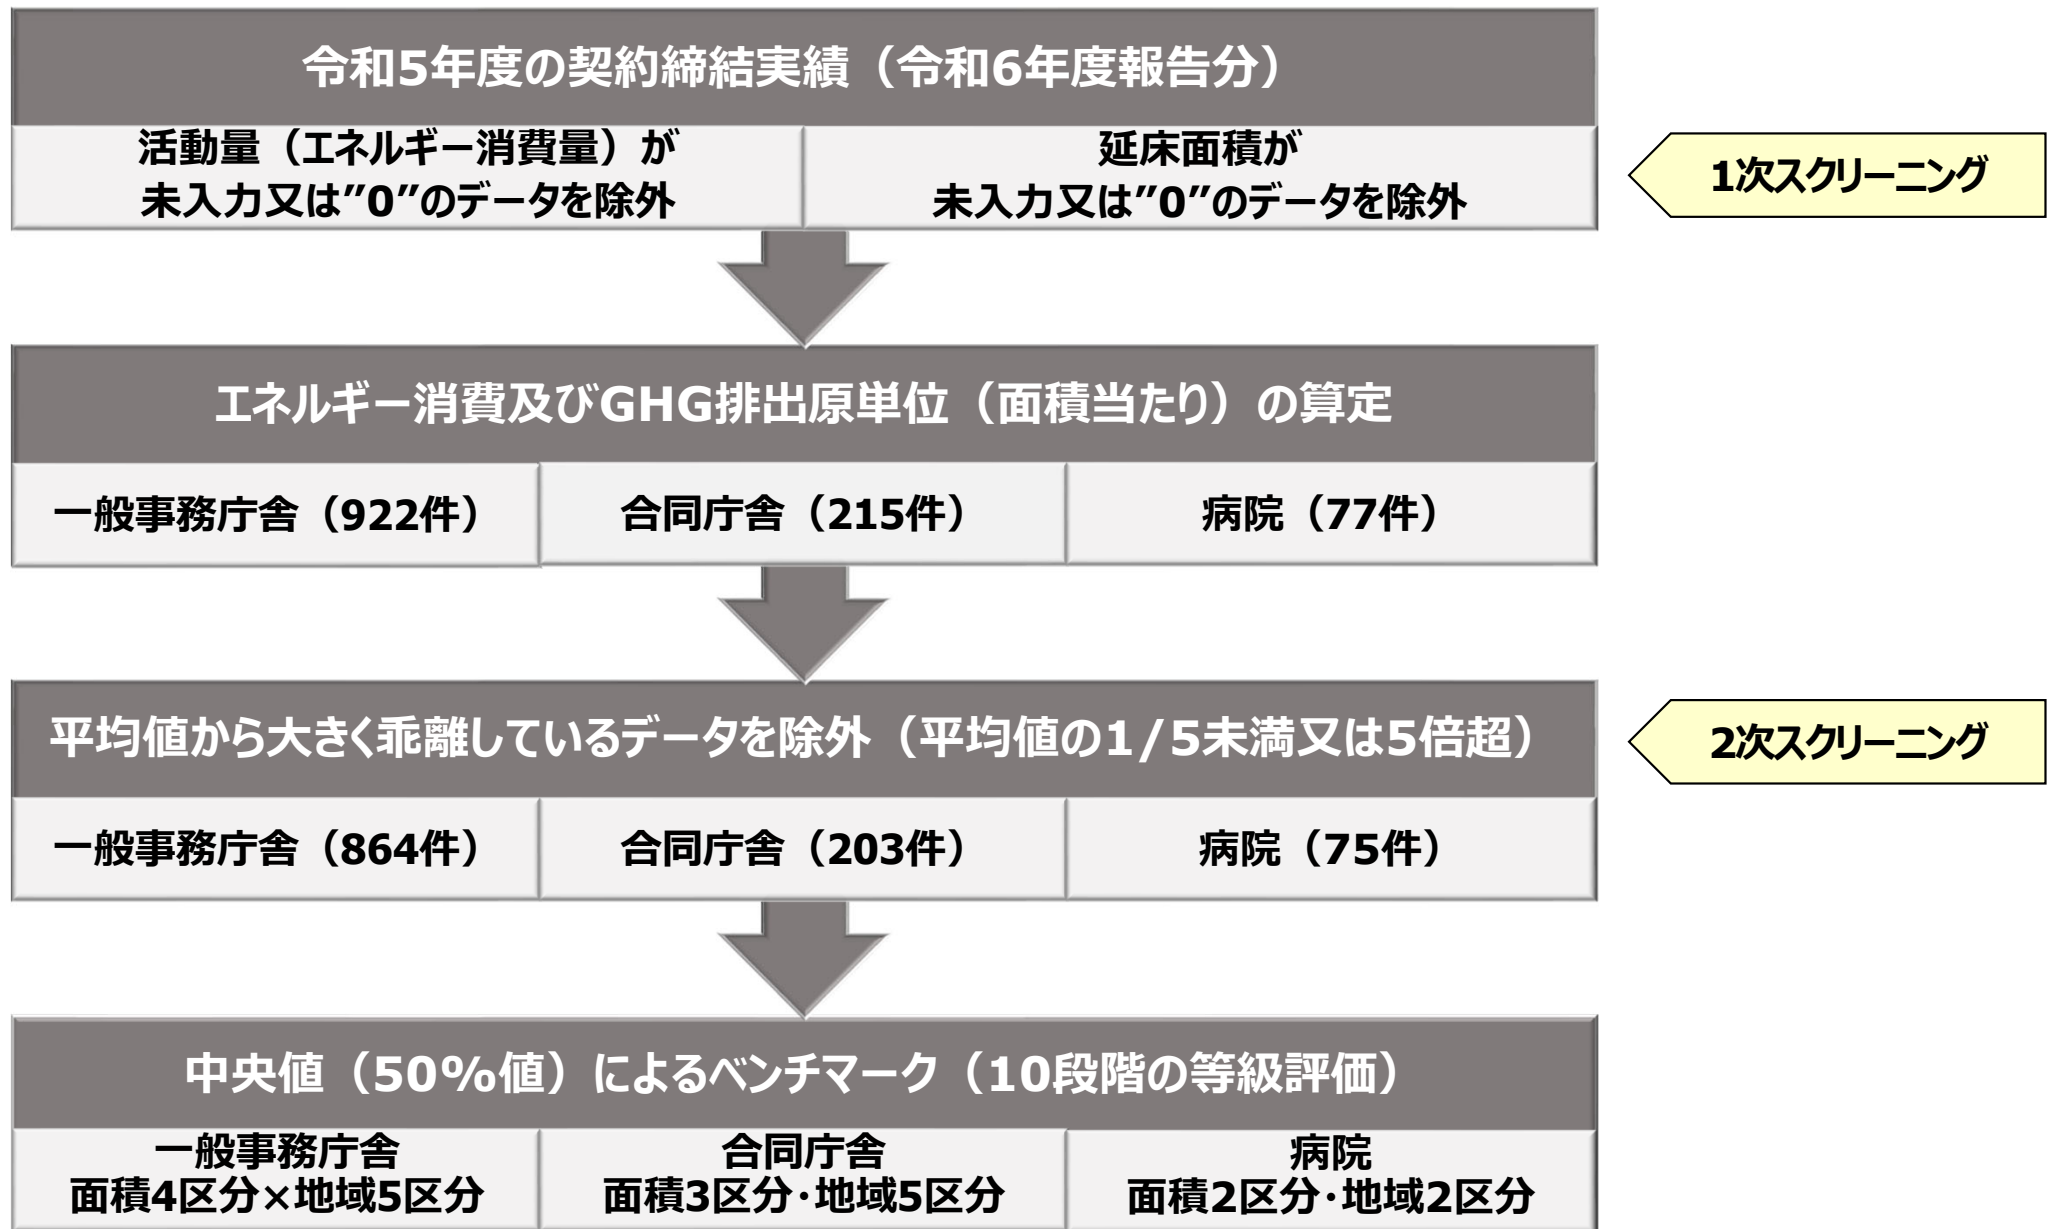 令和5年度の契約締結実績（令和6年度報告分）
活動量（エネルギー消費量）が
未入力又は”0”のデータを除外
延床面積が
未入力又は”0”のデータを除外
1次スクリーニング
エネルギー消費及びGHG排出原単位（面積当たり）の算定
一般事務庁舎（922件）
合同庁舎（215件）
病院（77件）
平均値から大きく乖離しているデータを除外（平均値の1/5未満又は5倍超）
2次スクリーニング
一般事務庁舎（864件）
合同庁舎（203件）
病院（75件）
中央値（50%値）によるベンチマーク（10段階の等級評価）
一般事務庁舎
面積4区分×地域5区分
合同庁舎
面積3区分･地域5区分
病院
面積2区分･地域2区分